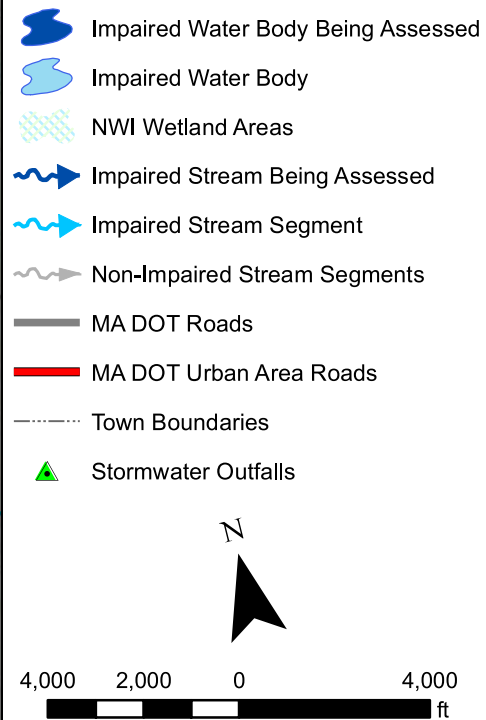 Impaired Water Body Being Assessed
Impaired Water Body
NWI Wetland Areas
Impaired Stream Being Assessed
Impaired Stream Segment
Non-Impaired Stream Segments
MA DOT Roads
MA DOT Urban Area Roads
Town Boundaries
Stormwater Outfalls
N
4,000 2,000 0 4,000
ft